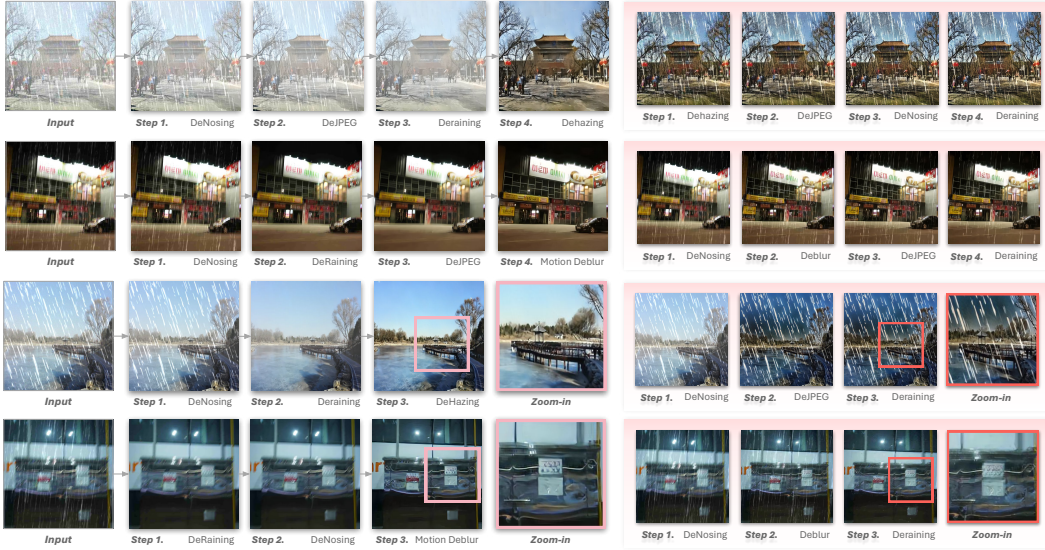 Input Step 1. DeNosing Step 2. DeJPEG Step 3. Deraining Step 4. Dehazing
Step 1. Dehazing Step 2. DeJPEG Step 3. DeNosing Step 4. Deraining
Input Step 1. DeNosing Step 2. DeRaining Step 3. DeJPEG Step 4. Motion Deblur
Step 1. DeNosing Step 2. Deblur Step 3. DeJPEG Step 4. Deraining
Input Step 1. DeNosing Step 2. Deraining Step 3. DeHazing Zoom-in
Step 1. DeNosing Step 2. DeJPEG Step 3. Deraining Zoom-in
Input Step 1. DeRaining Step 2. DeNosing Step 3. Motion Deblur Zoom-in
Step 1. DeNosing Step 2. Deblur Step 3. Deraining Zoom-in